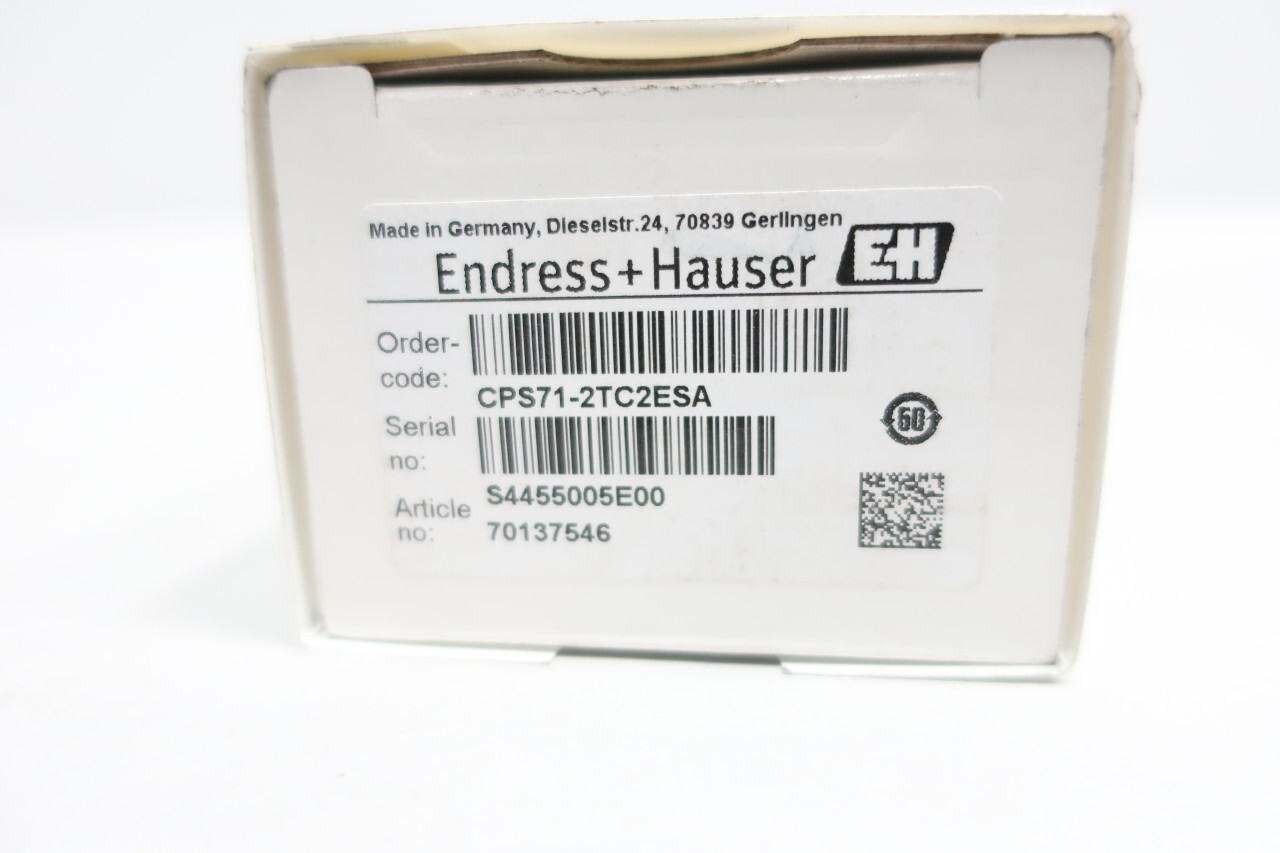 Made in Germany, Dieselstr.24, 70839 Gerlingen
Endress+Hauser EH
Order-
code:
CPS71-2TC2ESA
Serial
no:
S4455005E00
Article
no:
70137546
50